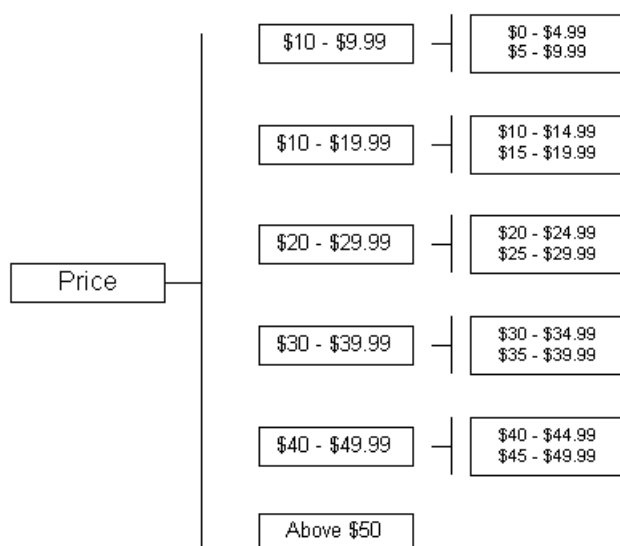 Price
$10 - $9.99
$0 - $4.99
$5 - $9.99
$10 - $19.99
$10 - $14.99
$15 - $19.99
$20 - $29.99
$20 - $24.99
$25 - $29.99
$30 - $39.99
$30 - $34.99
$35 - $39.99
$40 - $49.99
$40 - $44.99
$45 - $49.99
Above $50